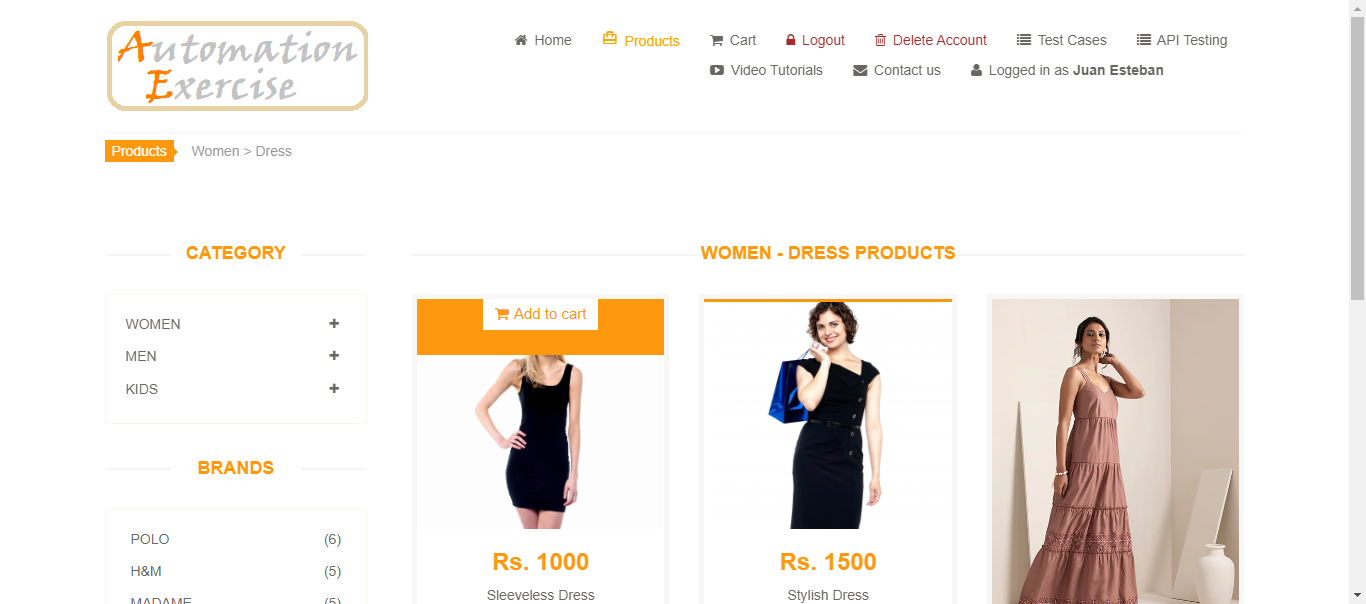 Automation
Exercise
Home Products Cart Logout Delete Account Test Cases API Testing
Video Tutorials Contact us Logged in as Juan Esteban
Products Women > Dress
CATEGORY
WOMEN - DRESS PRODUCTS
WOMEN +
MEN +
KIDS +
BRANDS
POLO (6)
H&M (5)
MADAME (5)
Add to cart
Rs. 1000
Sleeveless Dress
Rs. 1500
Stylish Dress